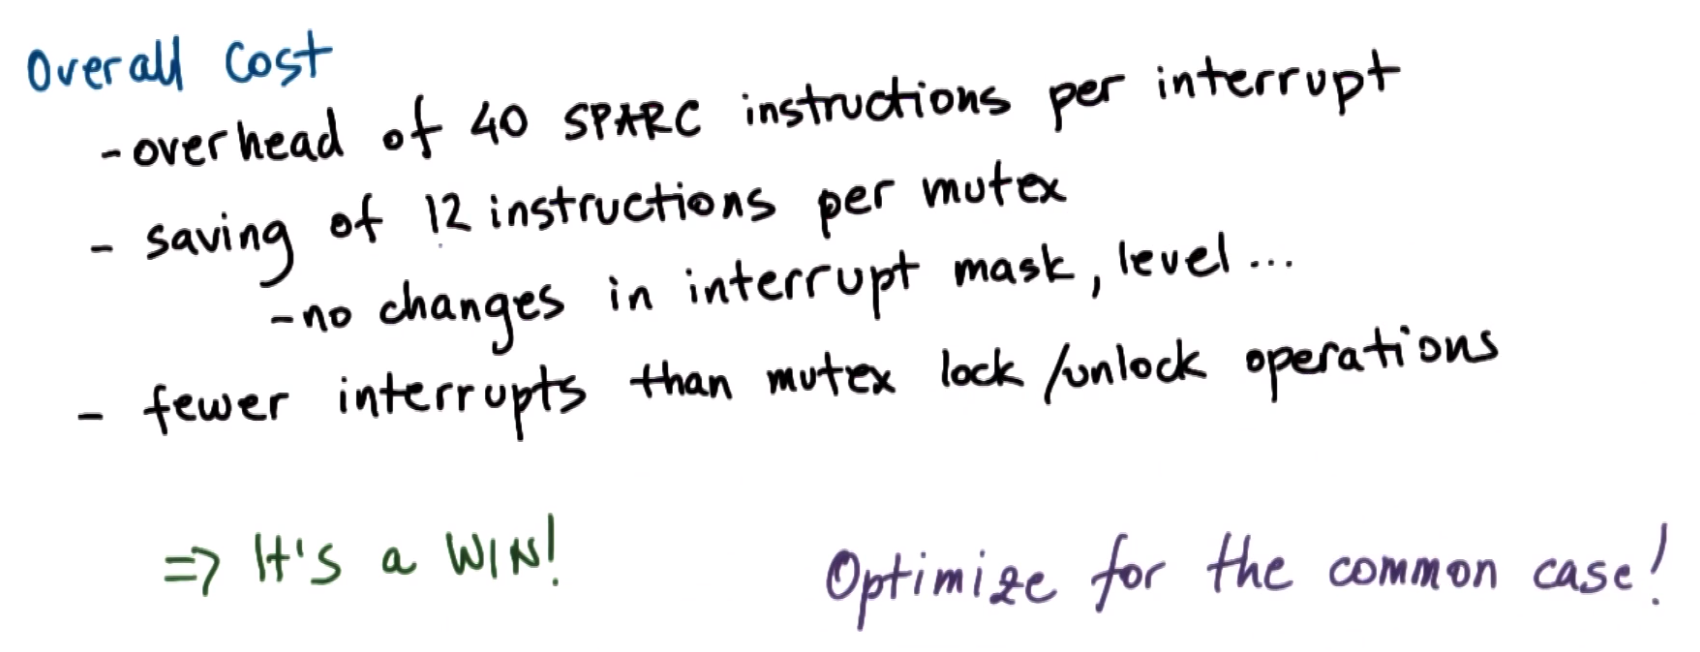 Overall Cost
- overhead of 40 SPARC instructions per interrupt
- saving of 12 instructions per mutex
- no changes in interrupt mask, level...
- fewer interrupts than mutex lock/unlock operations
=> It's a WIN!
Optimize for the common case!